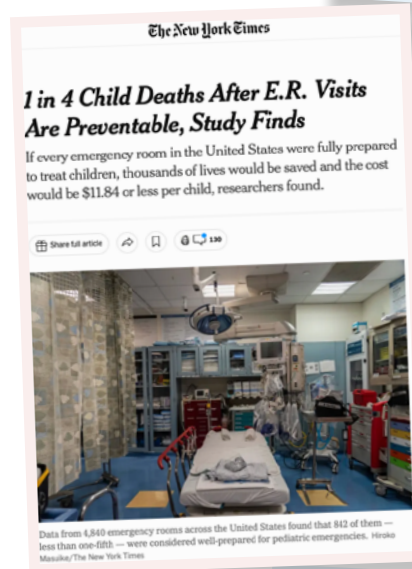 The New York Times
1 in 4 Child Deaths After E.R. Visits
Are Preventable, Study Finds
If every emergency room in the United States were fully prepared
to treat children, thousands of lives would be saved and the cost
would be $11.84 or less per child, researchers found.
Share full article
130
Data from 4,840 emergency rooms across the United States found that 842 of them —
less than one-fifth — were considered well-prepared for pediatric emergencies. Hiroko
Masuike/The New York Times